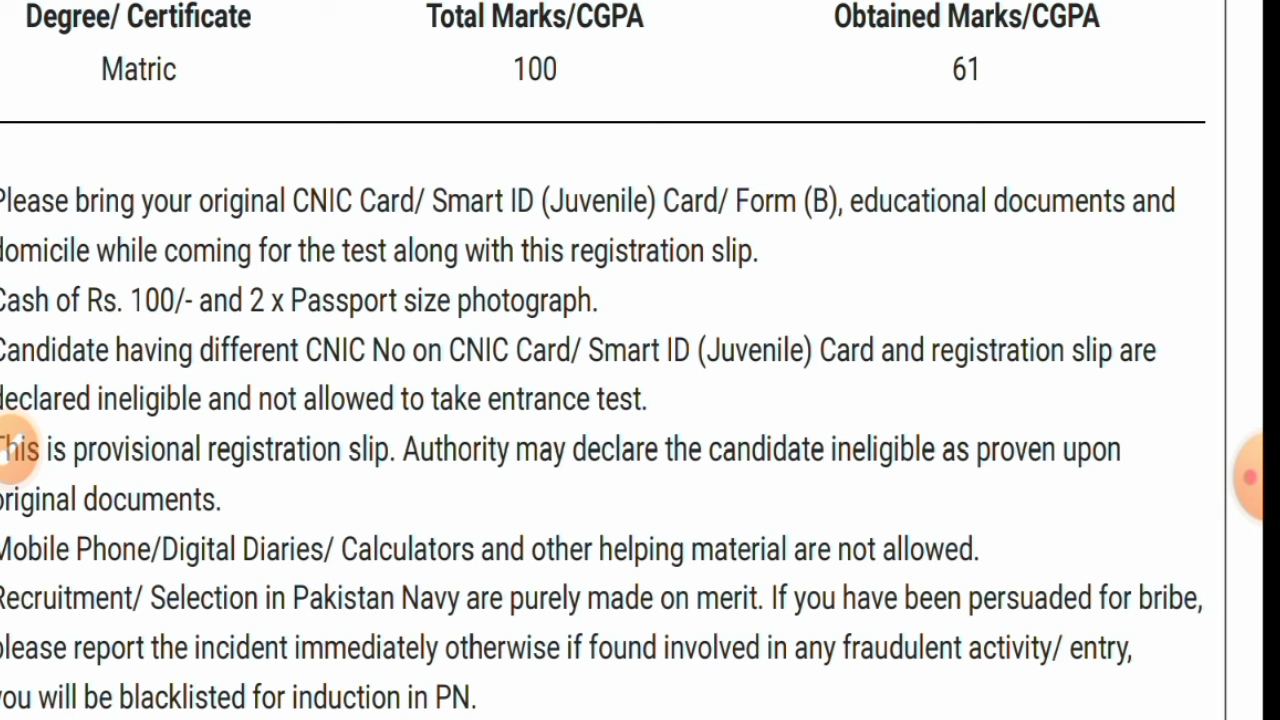 Degree/ Certificate Total Marks/CGPA Obtained Marks/CGPA
Matric 100 61
Please bring your original CNIC Card/ Smart ID (Juvenile) Card/ Form (B), educational documents and
domicile while coming for the test along with this registration slip.
Cash of Rs. 100/- and 2 x Passport size photograph.
Candidate having different CNIC No on CNIC Card/ Smart ID (Juvenile) Card and registration slip are
declared ineligible and not allowed to take entrance test.
This is provisional registration slip. Authority may declare the candidate ineligible as proven upon
original documents.
Mobile Phone/Digital Diaries/ Calculators and other helping material are not allowed.
Recruitment/ Selection in Pakistan Navy are purely made on merit. If you have been persuaded for bribe,
please report the incident immediately otherwise if found involved in any fraudulent activity/ entry,
you will be blacklisted for induction in PN.